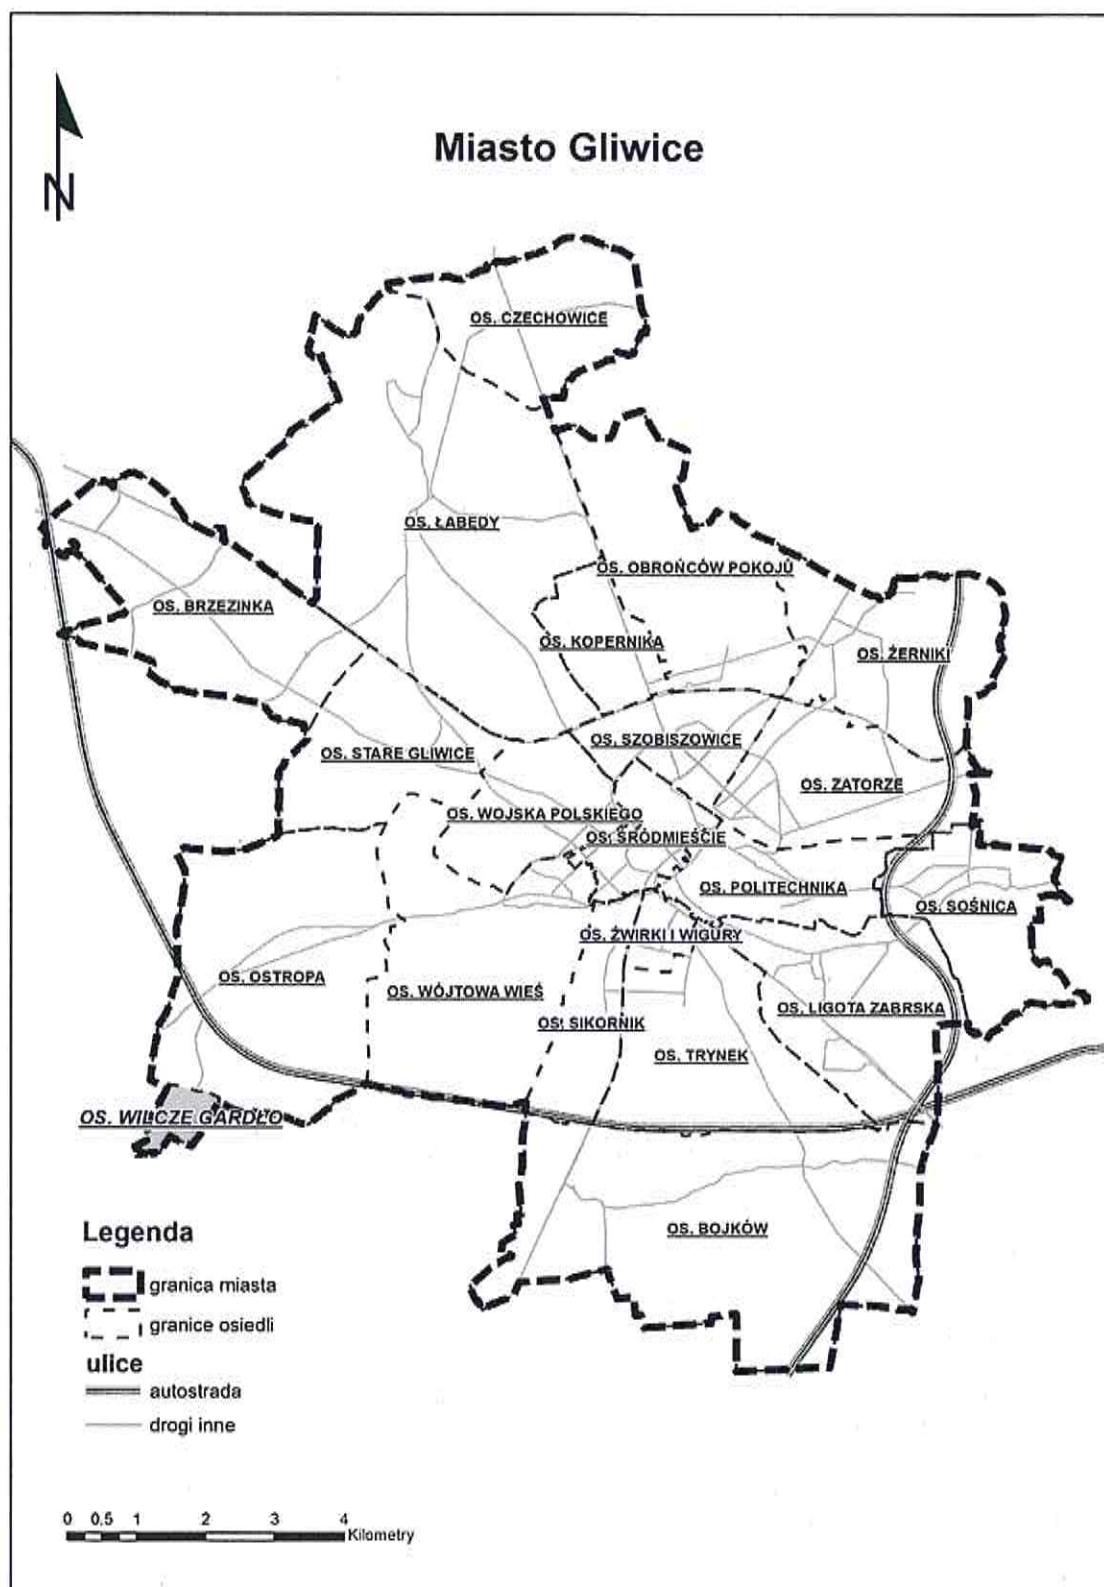 Miasto Gliwice
N
OS. CZECHOWICE
OS. ŁABĘDY
OS. OBROŃCÓW POKOJU
OS. BRZEZINKA
OS. KOPERNIKA
OS. ŻERNIKI
OS. SZOBISZOWICE
OS. STARE GLIWICE
OS. ZATORZE
OS. WOJSKA POLSKIEGO
OS. ŚRÓDMIEŚCIE
OS. POLITECHNIKA
OS. SOŚNICA
OS. ŻWIRKI I WIGURY
OS. OSTROPA
OS. WÓJTOWA WIEŚ
OS. LIGOTA ZABRSKA
OS. SIKORNIK
OS. TRYNEK
OS. WILCZE GARDŁO
OS. BOJKÓW
Legenda
granica miasta
granice osiedli
ulice
autostrada
drogi inne
0 0,5 1 2 3 4
Kilometry